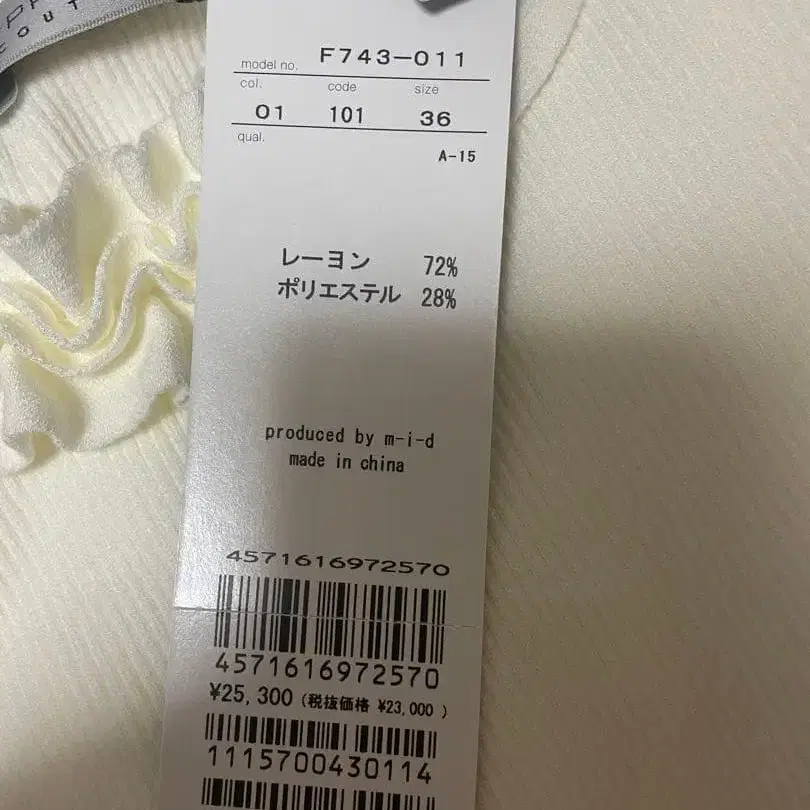 COUT
model no. F743-011
col. code size
01 101 36
qual.
A-15
レーヨン 72%
ポリエステル 28%
produced by m-i-d
made in china
4571616972570
4571616972570
¥25,300 (税抜価格 ¥23,000 )
1115700430114